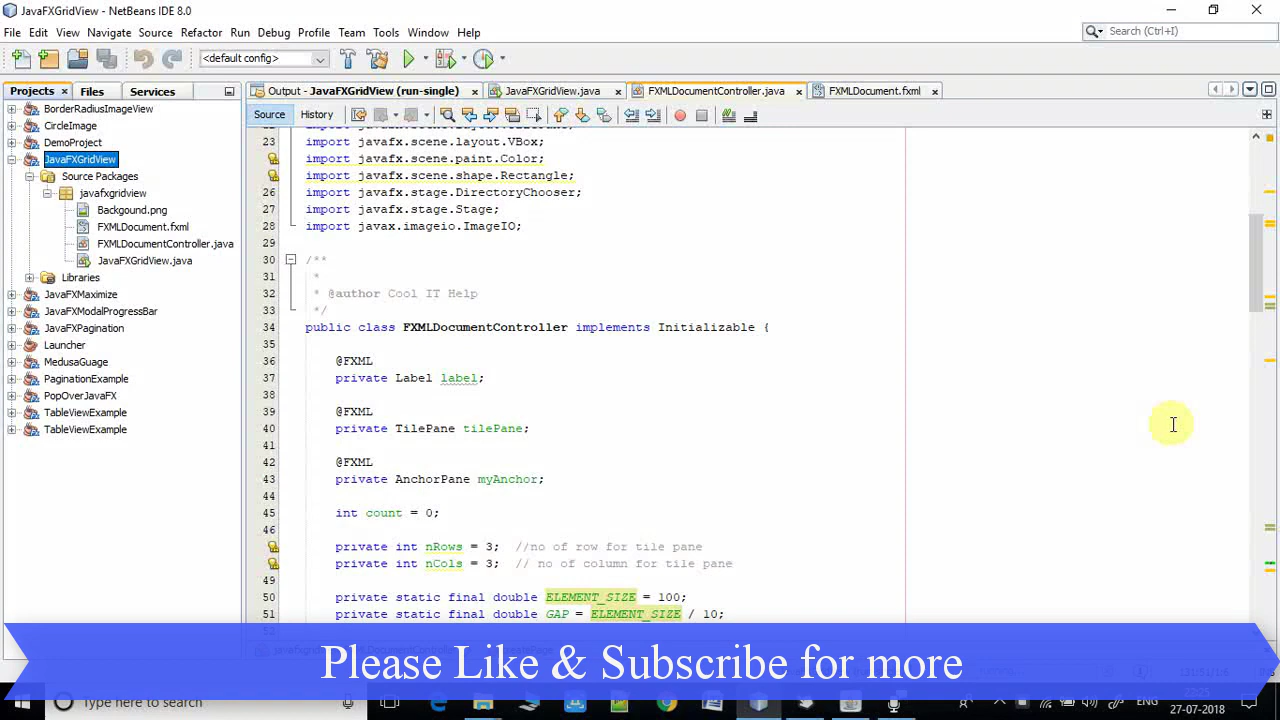 JavaFXGridView - NetBeans IDE 8.0
File Edit View Navigate Source Refactor Run Debug Profile Team Tools Window Help
Search (Ctrl+I)
<default config>
Projects Files Services
Output - JavaFXGridView (run-single) JavaFXGridView.java FXMLDocumentController.java FXMLDocument.fxml
Source History
BorderRadiusImageView
CircleImage
DemoProject
JavaFXGridView
Source Packages
javafxgridview
Backgound.png
FXMLDocument.fxml
FXMLDocumentController.java
JavaFXGridView.java
Libraries
JavaFXMaximize
JavaFXModalProgressBar
JavaFXPagination
Launcher
MedusaGuage
PaginationExample
PopOverJavaFX
TableViewExample
TableViewExample
23 import javafx.scene.layout.VBox;
import javafx.scene.paint.Color;
import javafx.scene.shape.Rectangle;
26 import javafx.stage.DirectoryChooser;
27 import javafx.stage.Stage;
28 import javax.imageio.ImageIO;
29
30 /**
31 *
32 * @author Cool IT Help
33 */
34 public class FXMLDocumentController implements Initializable {
35
36 @FXML
37 private Label label;
38
39 @FXML
40 private TilePane tilePane;
41
42 @FXML
43 private AnchorPane myAnchor;
44
45 int count = 0;
46
private int nRows = 3; //no of row for tile pane
private int nCols = 3; // no of column for tile pane
49
50 private static final double ELEMENT_SIZE = 100;
51 private static final double GAP = ELEMENT_SIZE / 10;
Please Like & Subscribe for more
Type here to search
ENG
23:25
27-07-2018